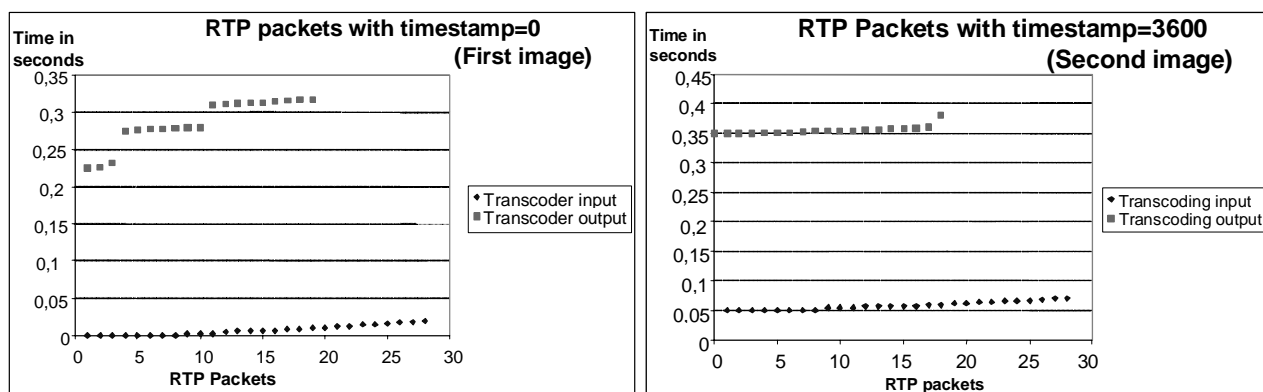 RTP packets with timestamp=0
(First image)
Time in
seconds
0,35
0,3
0,25
0,2
0,15
0,1
0,05
0
0 5 10 15 20 25 30
RTP Packets
Transcoder input
Transcoder output
RTP Packets with timestamp=3600
(Second image)
Time in
seconds
0,45
0,4
0,35
0,3
0,25
0,2
0,15
0,1
0.05
0
0 5 10 15 20 25 30
RTP packets
Transcoding input
Transcoding output